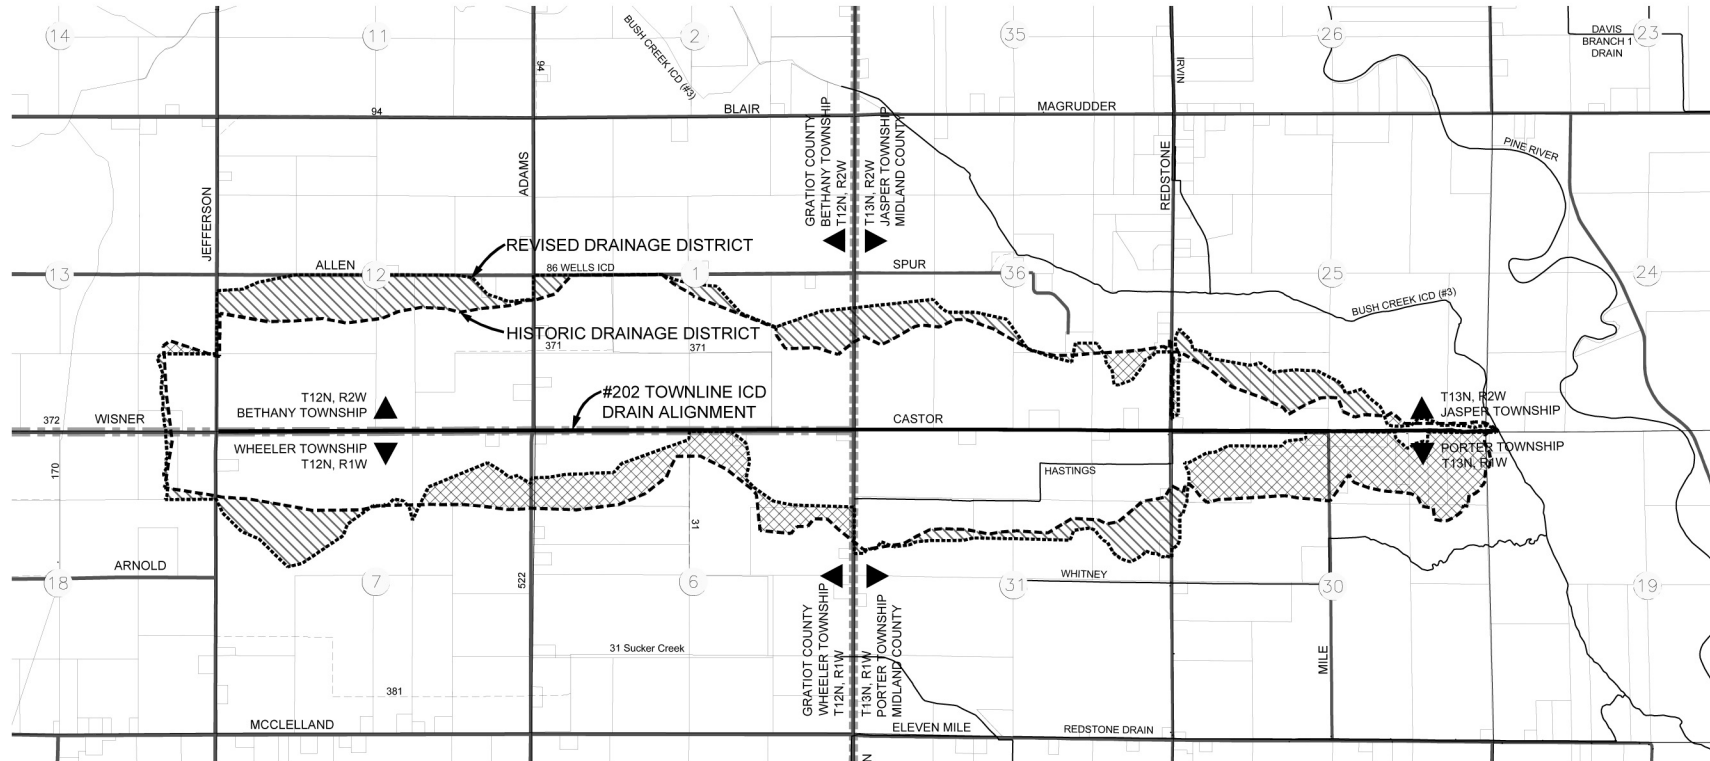 14
11
2
35
26
23
BUSH CREEK ICD (#3)
94
IRVIN
DAVIS
BRANCH 1
DRAIN
94
BLAIR
MAGRUDDER
PINE RIVER
JEFFERSON
ADAMS
GRATIOT COUNTY
BETHANY TOWNSHIP
T12N, R2W
T13N, R2W
JASPER TOWNSHIP
MIDLAND COUNTY
REDSTONE
REVISED DRAINAGE DISTRICT
13
ALLEN
12
86 WELLS ICD
1
SPUR
36
25
24
BUSH CREEK ICD (#3)
HISTORIC DRAINAGE DISTRICT
371
371
#202 TOWNLINE ICD
DRAIN ALIGNMENT
T12N, R2W
BETHANY TOWNSHIP
T13N, R2W
JASPER TOWNSHIP
372
WISNER
CASTOR
WHEELER TOWNSHIP
T12N, R1W
PORTER TOWNSHIP
T13N, R1W
170
HASTINGS
31
ARNOLD
18
7
522
6
31
WHITNEY
30
19
GRATIOT COUNTY
WHEELER TOWNSHIP
T12N, R1W
T13N, R1W
PORTER TOWNSHIP
MIDLAND COUNTY
31 Sucker Creek
MILE
381
MCCLELLAND
ELEVEN MILE
REDSTONE DRAIN
N